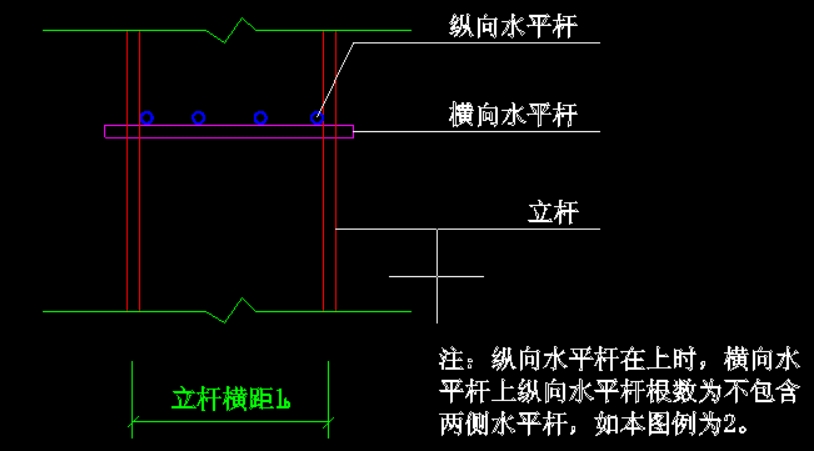 纵向水平杆
横向水平杆
立杆
注：纵向水平杆在上时，横向水
平杆上纵向水平杆根数为不包含
两侧水平杆，如本图例为2。
立杆横距lb